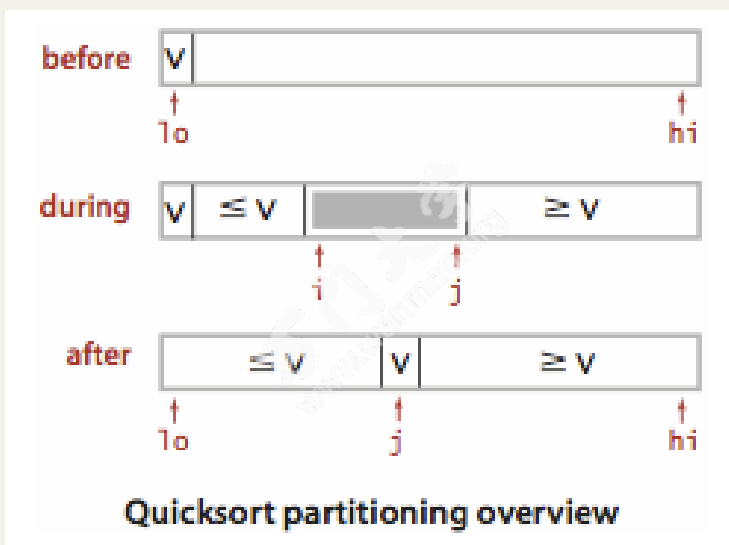 before v
lo hi
during v ≤ v ≥ v
i j
after ≤ v v ≥ v
lo j hi
Quicksort partitioning overview